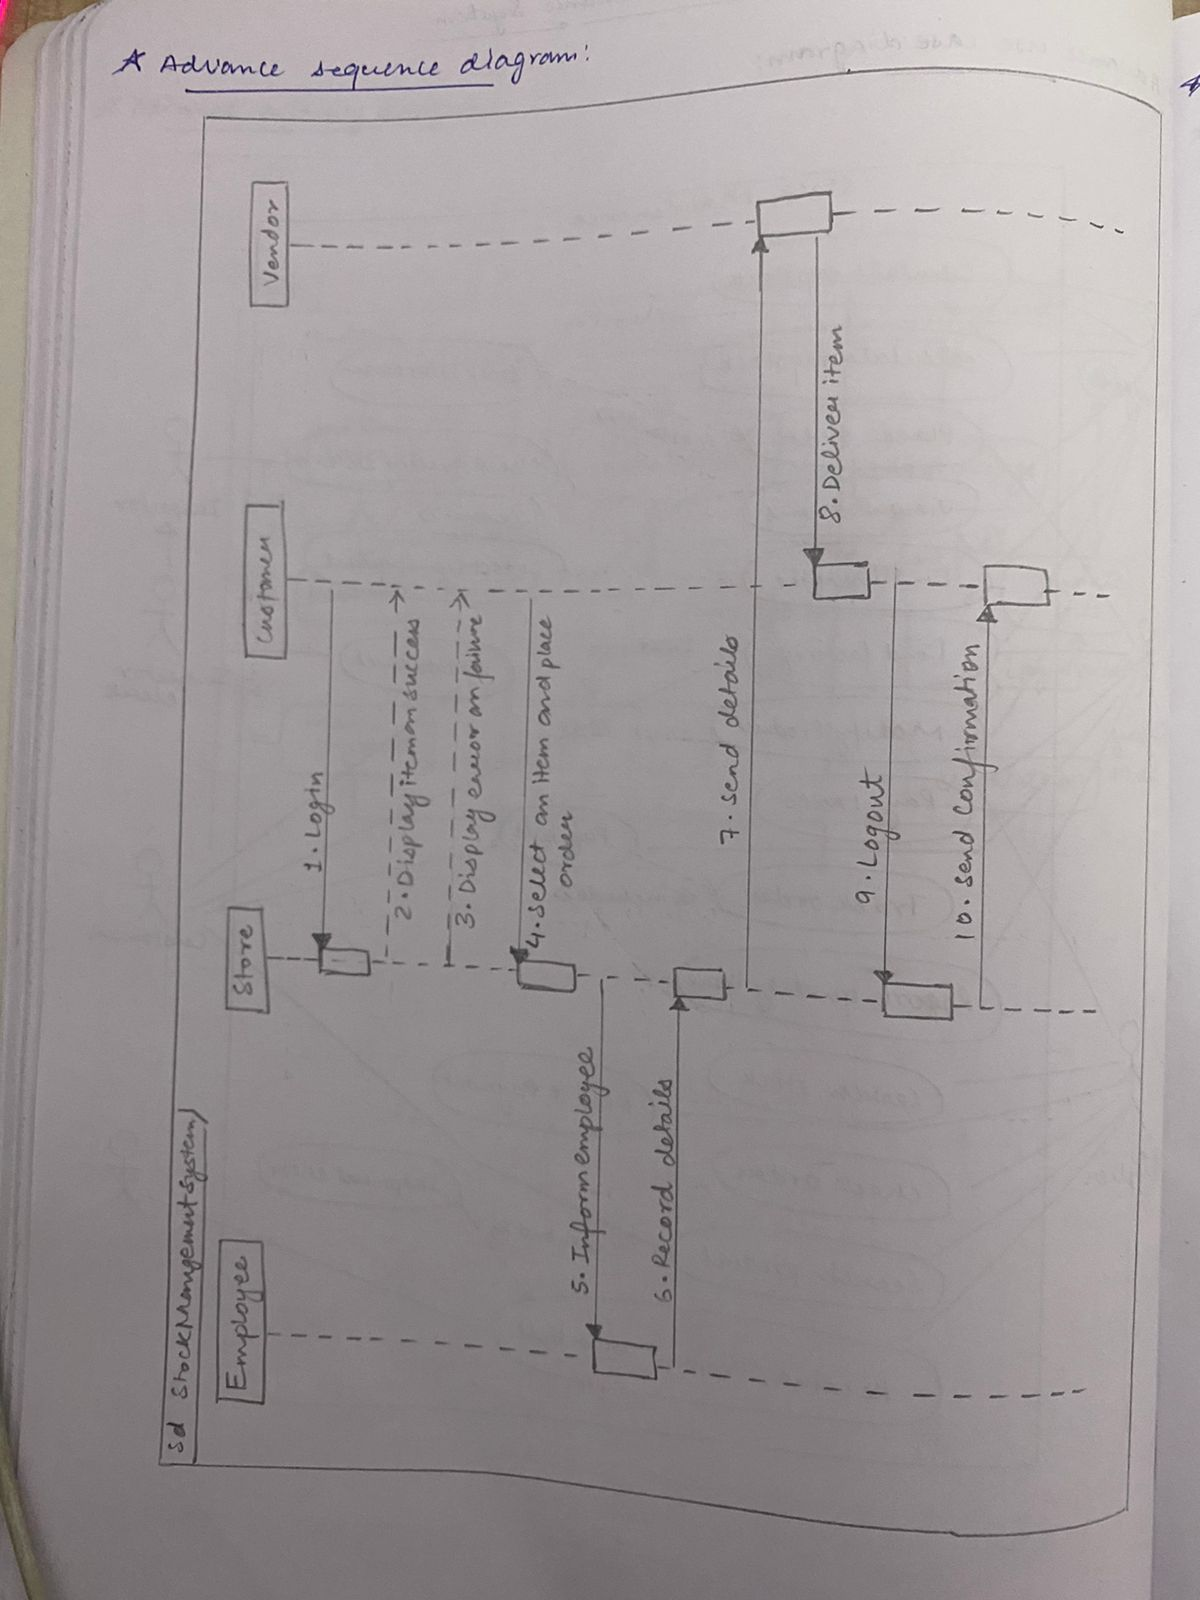 Advance sequence diagram:
sd StockManagementSystem
Employee
Store
Customer
Vendor
1. Login
2. Display item on success
3. Display error on failure
4. Select an item and place
order
5. Inform employee
6. Record details
7. Send details
8. Deliver item
9. Logout
10. Send Confirmation